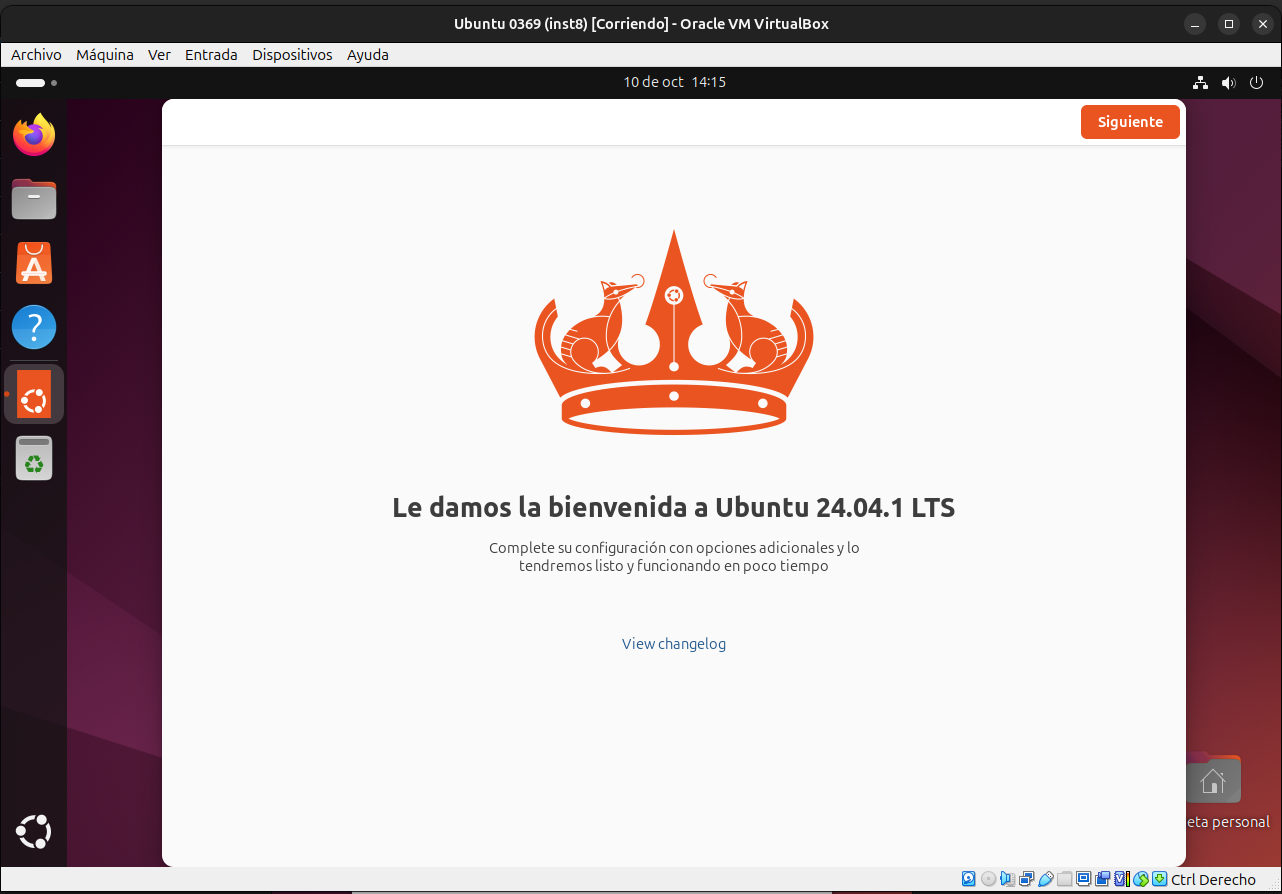 Ubuntu 0369 (inst8) [Corriendo] - Oracle VM VirtualBox
Archivo Máquina Ver Entrada Dispositivos Ayuda
10 de oct 14:15
Siguiente
Le damos la bienvenida a Ubuntu 24.04.1 LTS
Complete su configuración con opciones adicionales y lo
tendremos listo y funcionando en poco tiempo
View changelog
eta personal
Ctrl Derecho